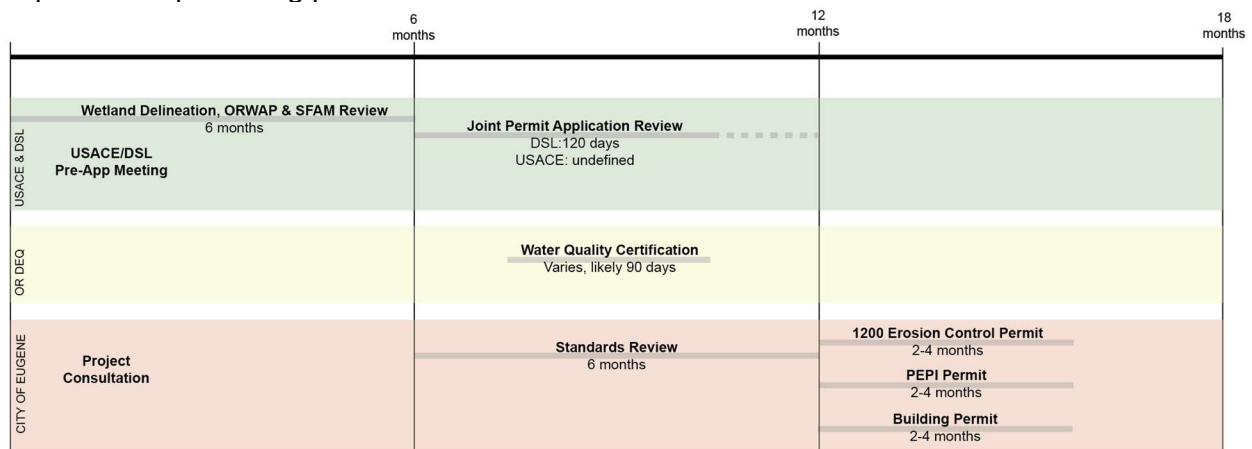 6
months
12
months
18
months
USACE & DSL
Wetland Delineation, ORWAP & SFAM Review
6 months
USACE/DSL
Pre-App Meeting
Joint Permit Application Review
DSL:120 days
USACE: undefined
OR DEQ
Water Quality Certification
Varies, likely 90 days
CITY OF EUGENE
Project
Consultation
Standards Review
6 months
1200 Erosion Control Permit
2-4 months
PEPI Permit
2-4 months
Building Permit
2-4 months